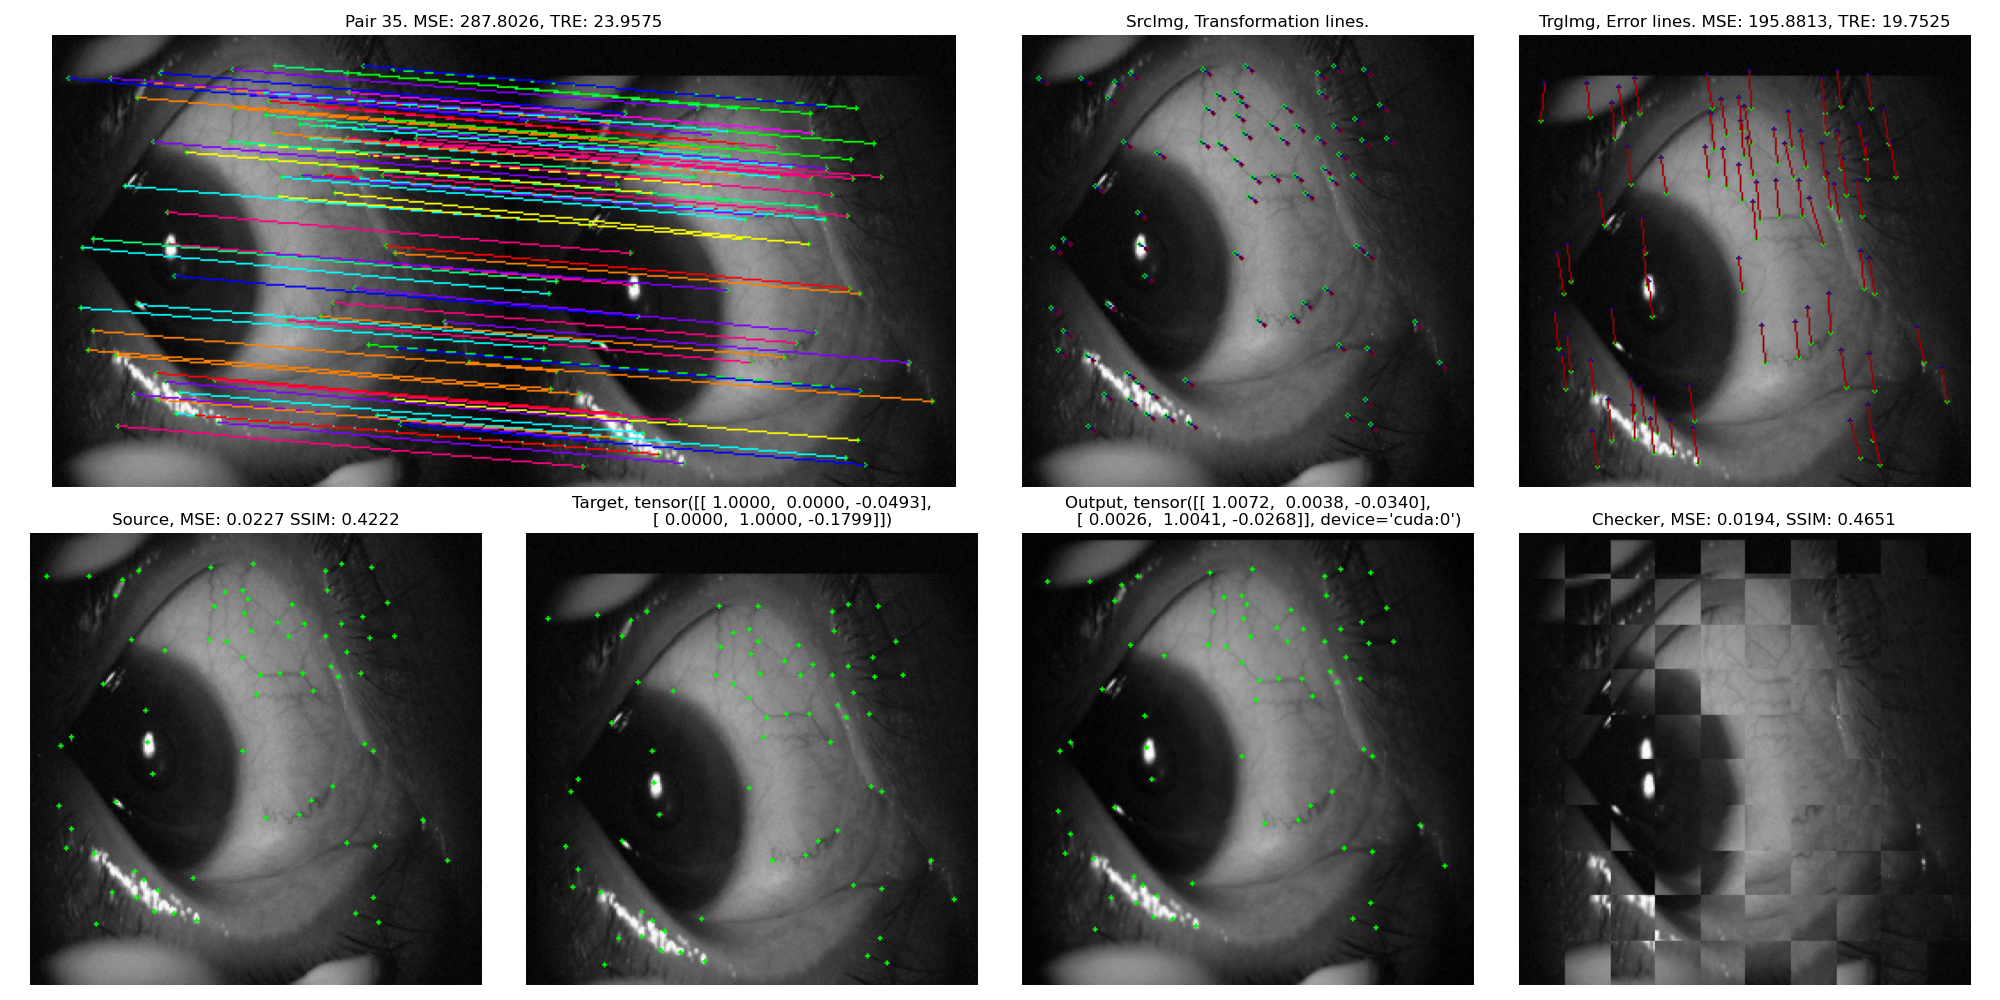 Pair 35. MSE: 287.8026, TRE: 23.9575
SrcImg, Transformation lines.
TrgImg, Error lines. MSE: 195.8813, TRE: 19.7525
Source, MSE: 0.0227 SSIM: 0.4222
Target, tensor([[ 1.0000,  0.0000, -0.0493],
[ 0.0000,  1.0000, -0.1799]])
Output, tensor([[ 1.0072,  0.0038, -0.0340],
[ 0.0026,  1.0041, -0.0268]], device='cuda:0')
Checker, MSE: 0.0194, SSIM: 0.4651